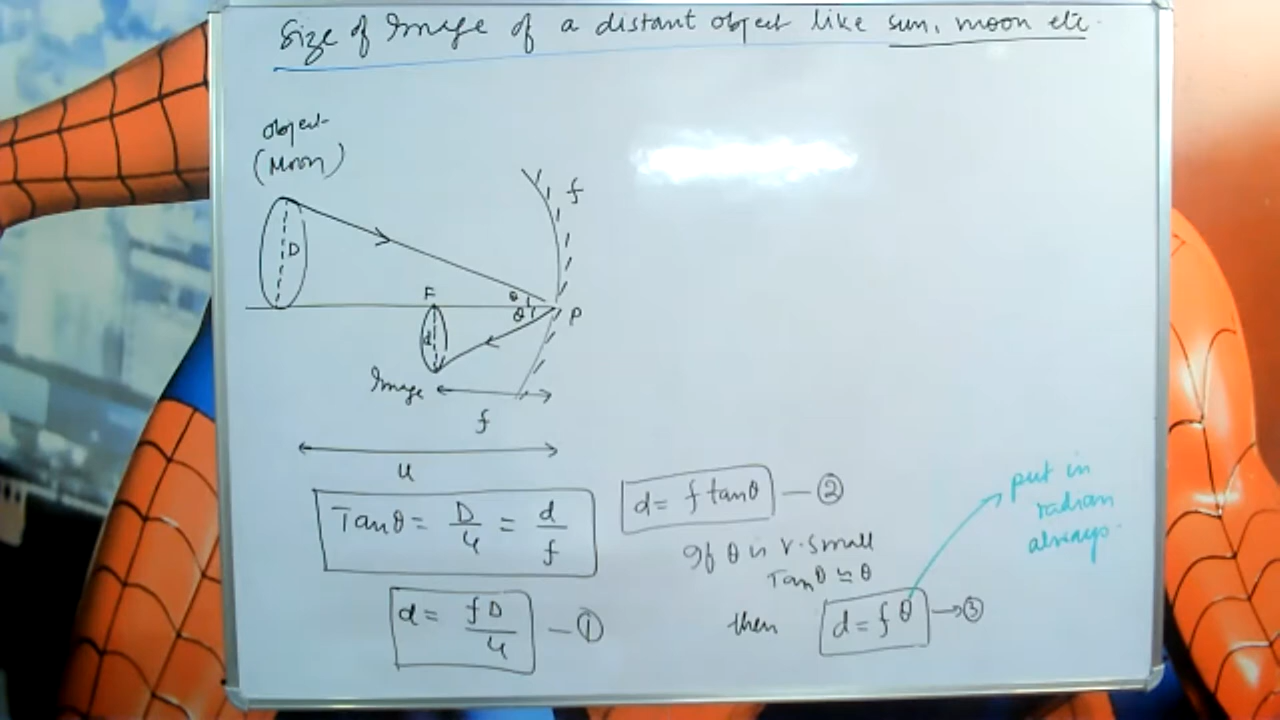 Size of Image of a distant object like sun, moon etc.
Object
(Moon)
f
D
F
θ
θ
P
d
Image
f
u
Tanθ = D/u = d/f
d = fD/u — ①
d = f tanθ — ②
If θ is v. small
Tanθ ≃ θ
then d = fθ → ③
put in
radian
always.